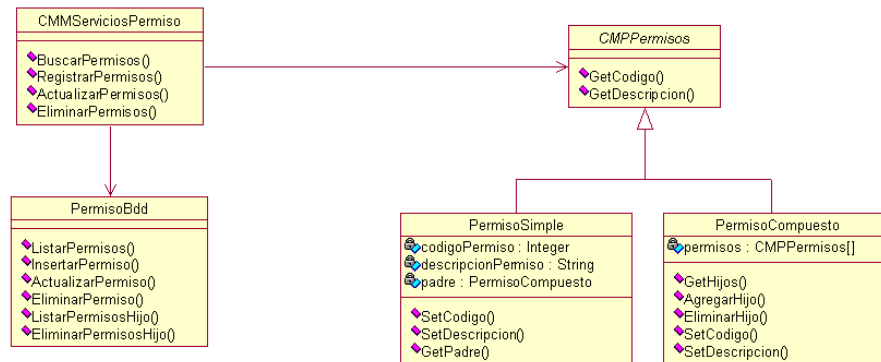 CMMServiciosPermiso
BuscarPermisos()
RegistrarPermisos()
ActualizarPermisos()
EliminarPermisos()
CMPPermisos
GetCodigo()
GetDescripcion()
PermisoBdd
ListarPermisos()
InsertarPermiso()
ActualizarPermiso()
EliminarPermiso()
ListarPermisosHijo()
EliminarPermisosHijo()
PermisoSimple
codigoPermiso : Integer
descripcionPermiso : String
padre : PermisoCompuesto
SetCodigo()
SetDescripcion()
GetPadre()
PermisoCompuesto
permisos : CMPPermisos[]
GetHijos()
AgregarHijo()
EliminarHijo()
SetCodigo()
SetDescripcion()